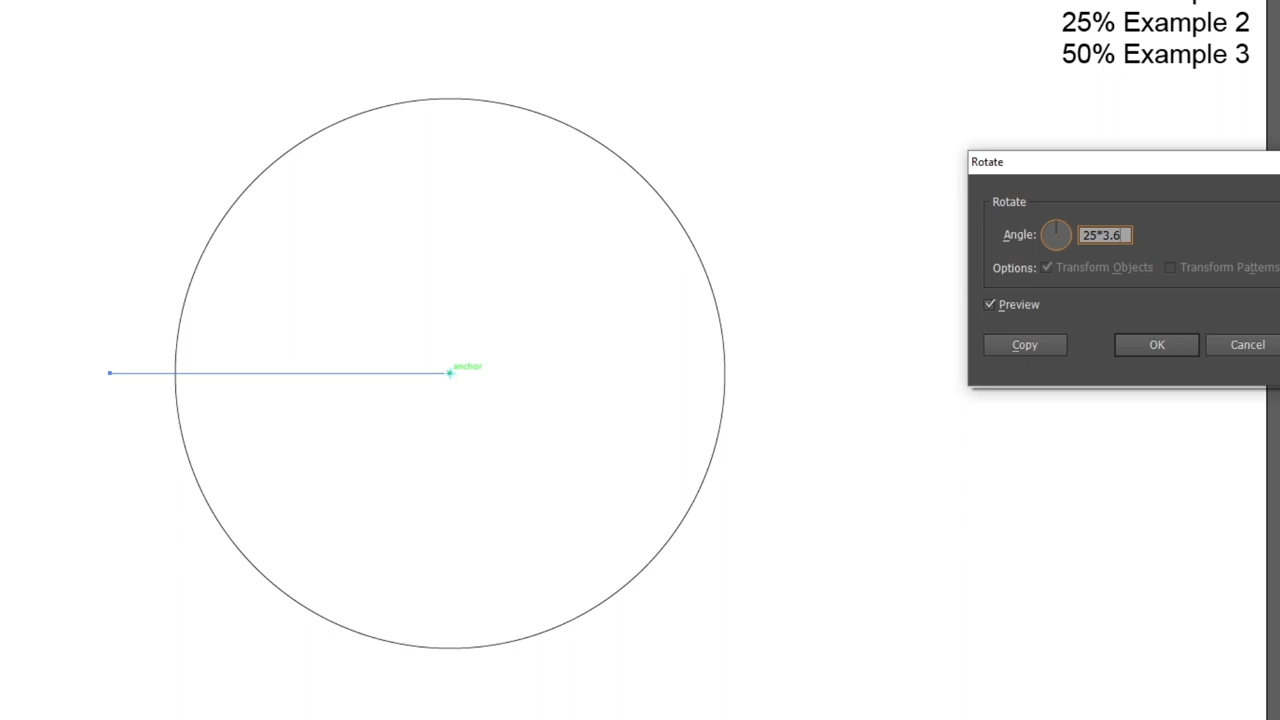 25% Example 2
50% Example 3
Rotate
Rotate
Angle: 25*3.6
Options: Transform Objects Transform Patterns
Preview
Copy OK Cancel
anchor